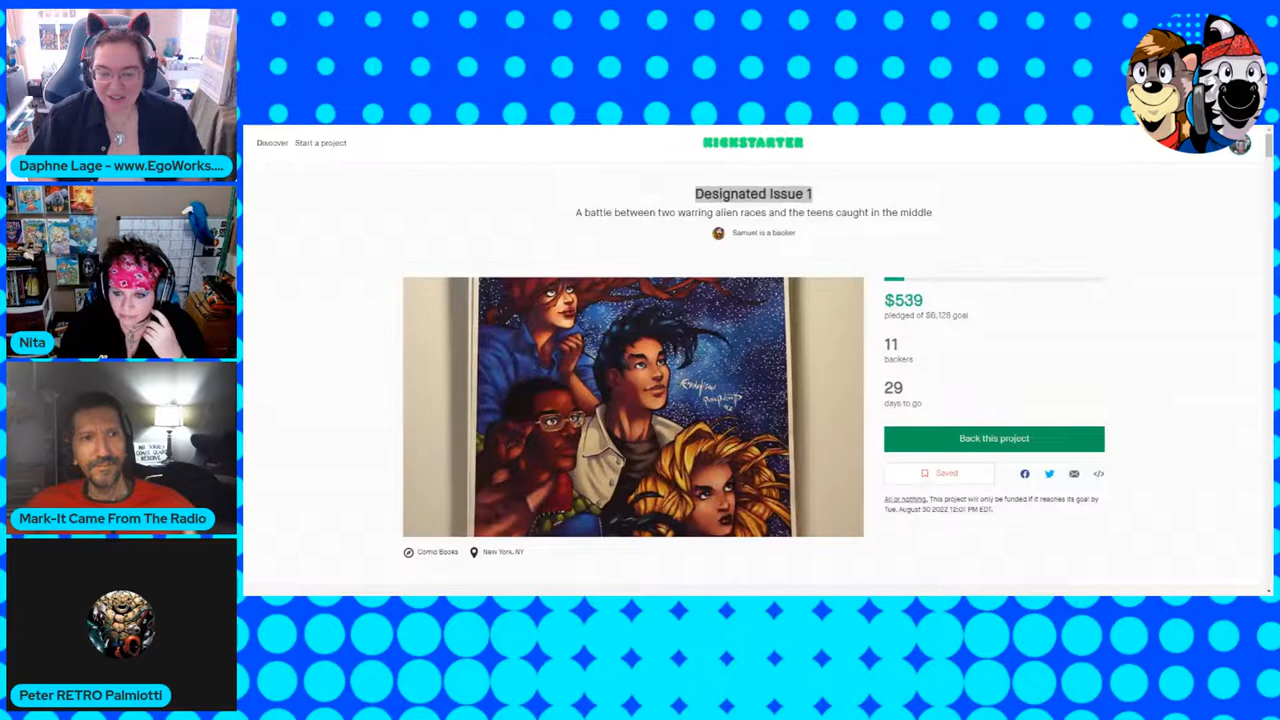 Daphne Lage - www.EgoWorks....
Nita
Mark-It Came From The Radio
Peter RETRO Palmiotti
Discover Start a project
KICKSTARTER
Designated Issue 1
A battle between two warring alien races and the teens caught in the middle
Samuel is a backer
$539
pledged of $6,128 goal
11
backers
29
days to go
Back this project
Saved
All or nothing. This project will only be funded if it reaches its goal by
Tue, August 30 2022 12:01 PM EDT.
Comic Books New York, NY